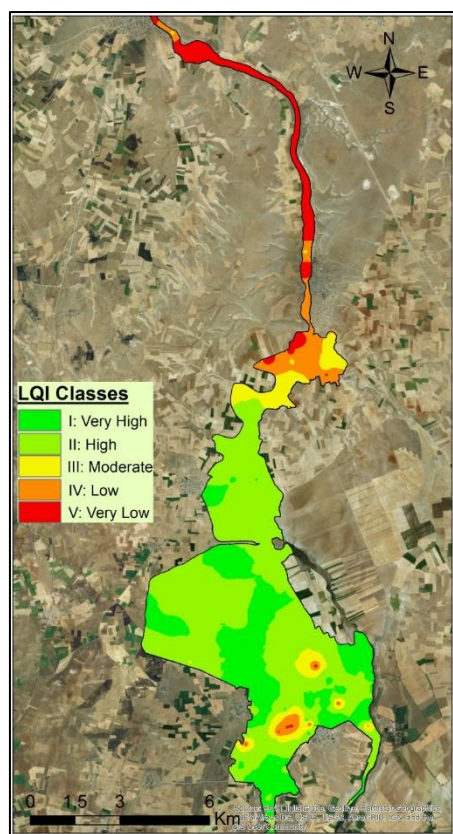 N
W E
S
LQI Classes
I: Very High
II: High
III: Moderate
IV: Low
V: Very Low
0 1.5 3 6
Km